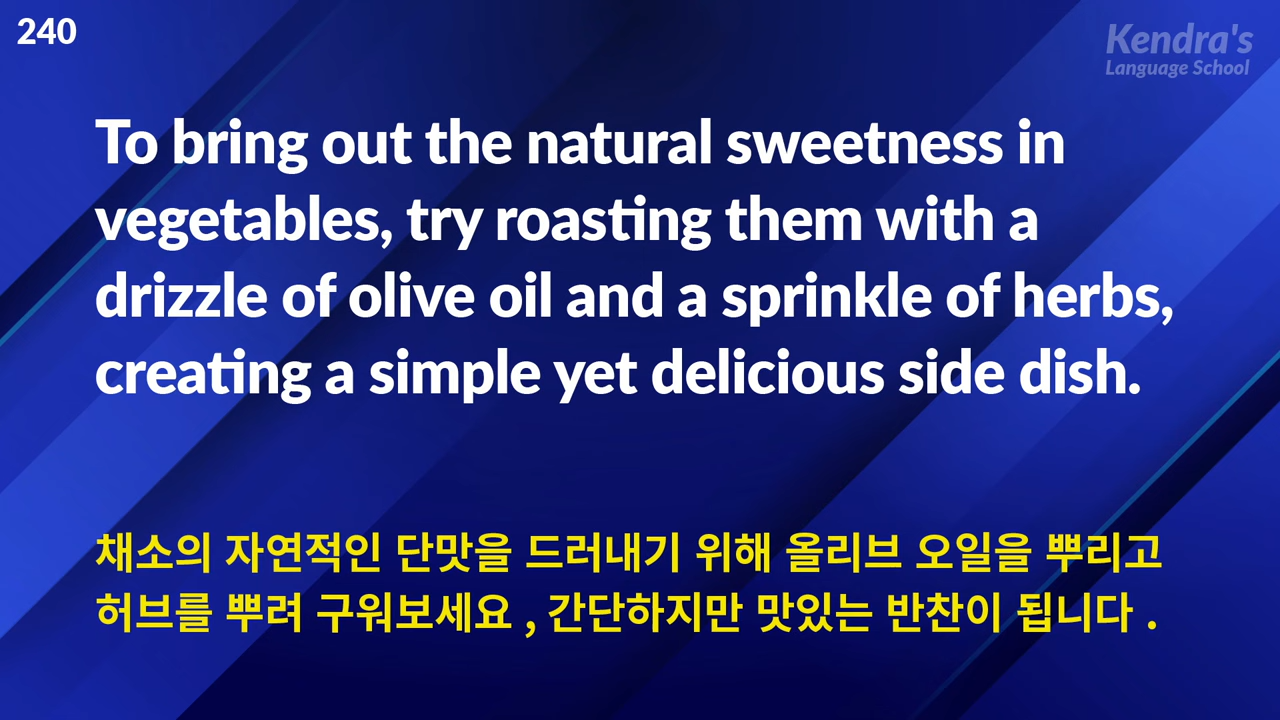 240
Kendra's
Language School
To bring out the natural sweetness in
vegetables, try roasting them with a
drizzle of olive oil and a sprinkle of herbs,
creating a simple yet delicious side dish.
채소의 자연적인 단맛을 드러내기 위해 올리브 오일을 뿌리고
허브를 뿌려 구워보세요 , 간단하지만 맛있는 반찬이 됩니다 .